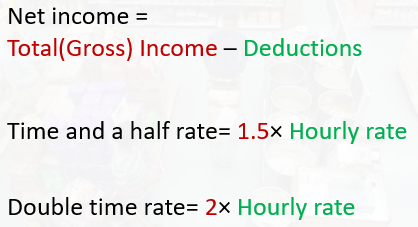 Net income =
Total(Gross) Income – Deductions
Time and a half rate= 1.5× Hourly rate
Double time rate= 2× Hourly rate